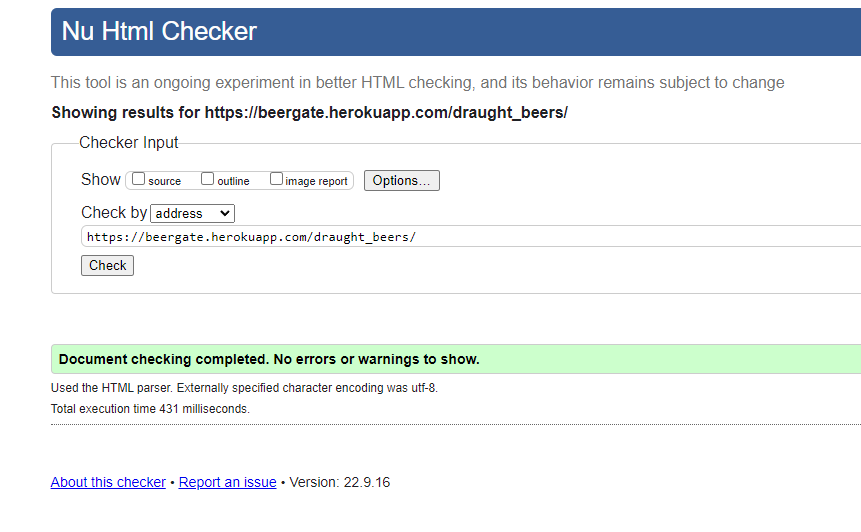 Nu Html Checker
This tool is an ongoing experiment in better HTML checking, and its behavior remains subject to change
Showing results for https://beergate.herokuapp.com/draught_beers/
Checker Input
Show source outline image report Options...
Check by address
https://beergate.herokuapp.com/draught_beers/
Check
Document checking completed. No errors or warnings to show.
Used the HTML parser. Externally specified character encoding was utf-8.
Total execution time 431 milliseconds.
About this checker • Report an issue • Version: 22.9.16